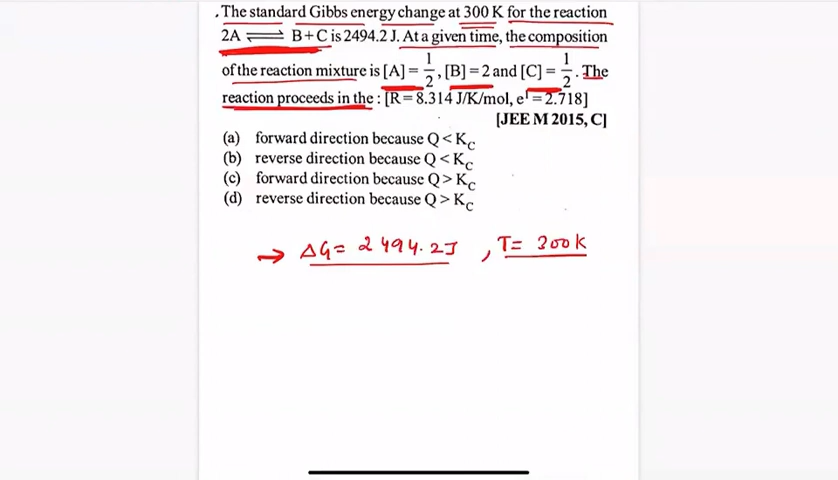 . The standard Gibbs energy change at 300 K for the reaction
2A ⇌ B + C is 2494.2 J. At a given time, the composition
of the reaction mixture is [A] = 1/2, [B] = 2 and [C] = 1/2. The
reaction proceeds in the : [R = 8.314 J/K/mol, e¹ = 2.718]
[JEE M 2015, C]
(a) forward direction because Q < K_C
(b) reverse direction because Q < K_C
(c) forward direction because Q > K_C
(d) reverse direction because Q > K_C
→ ΔG = 2494.2J , T = 300K